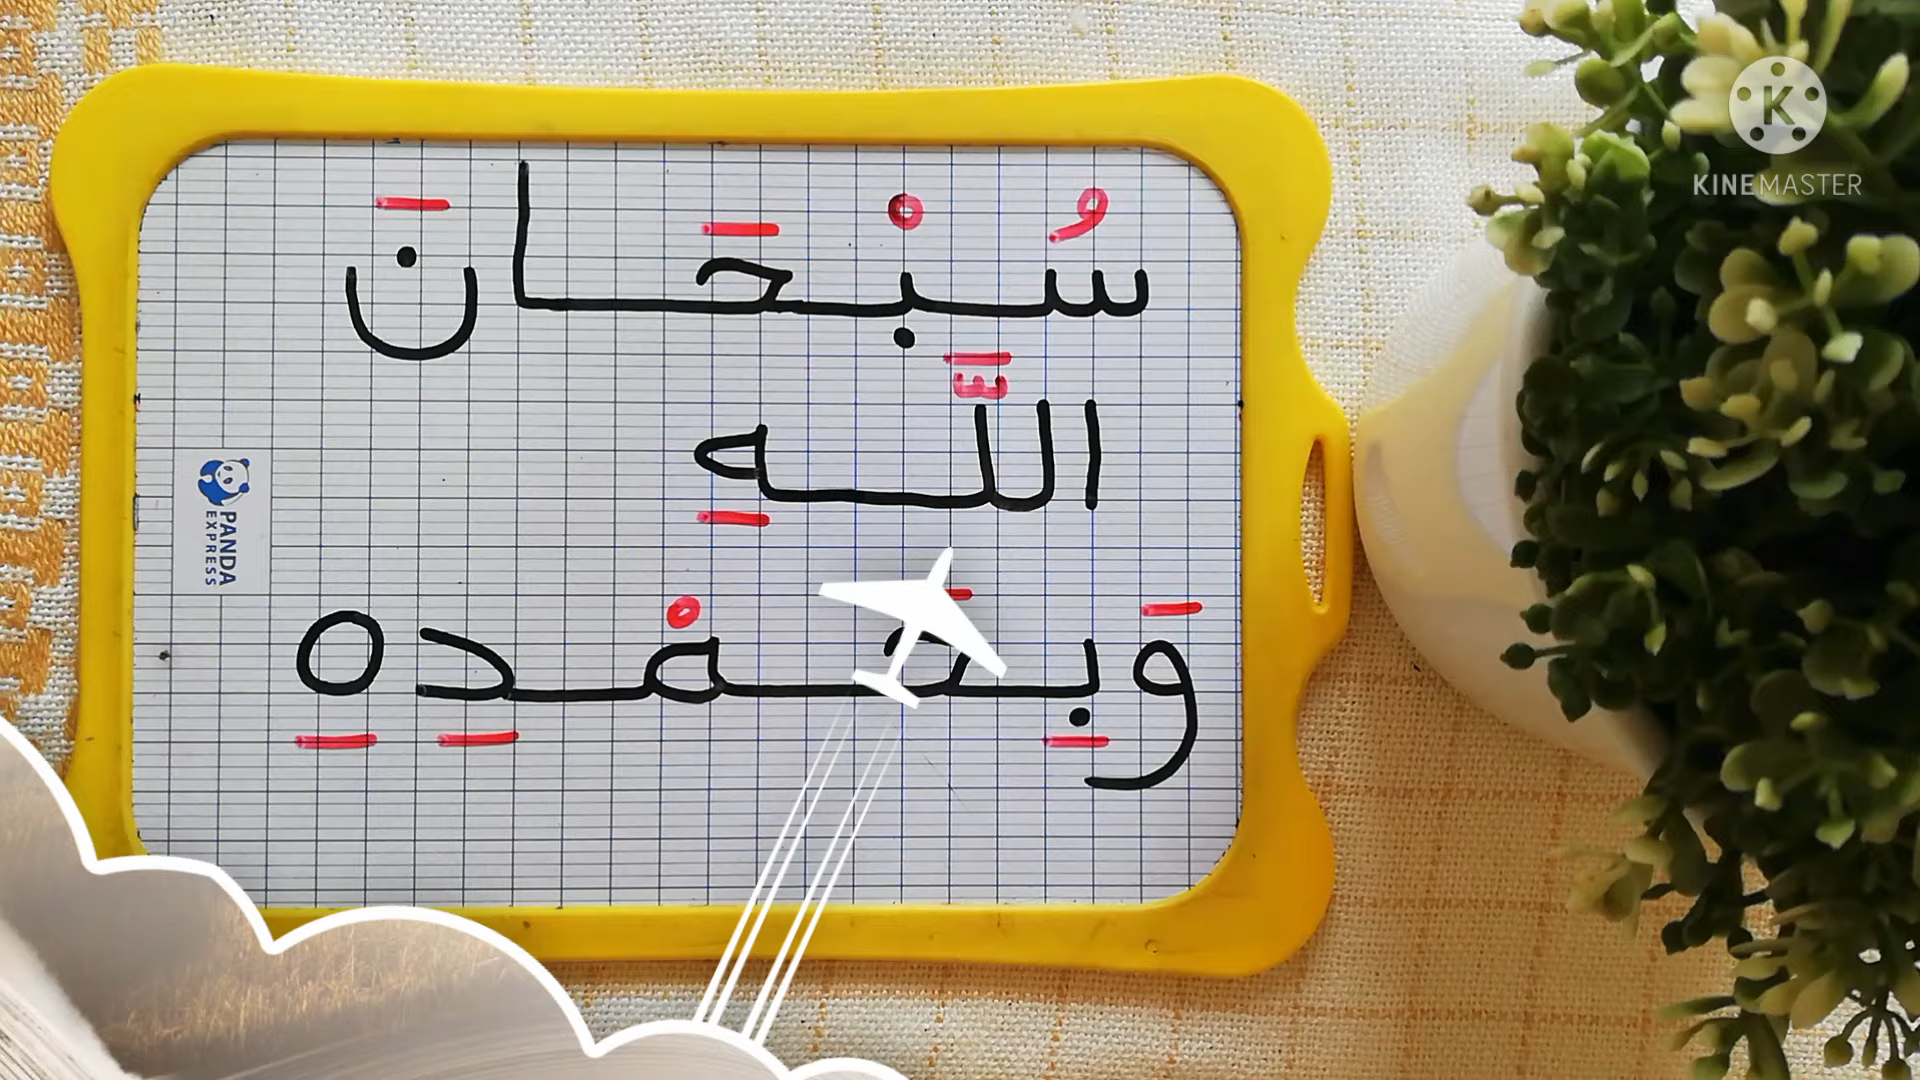 سُبْحَانَ
اللَّهِ
وَبِحَمْدِهِ
PANDA
EXPRESS
KINEMASTER